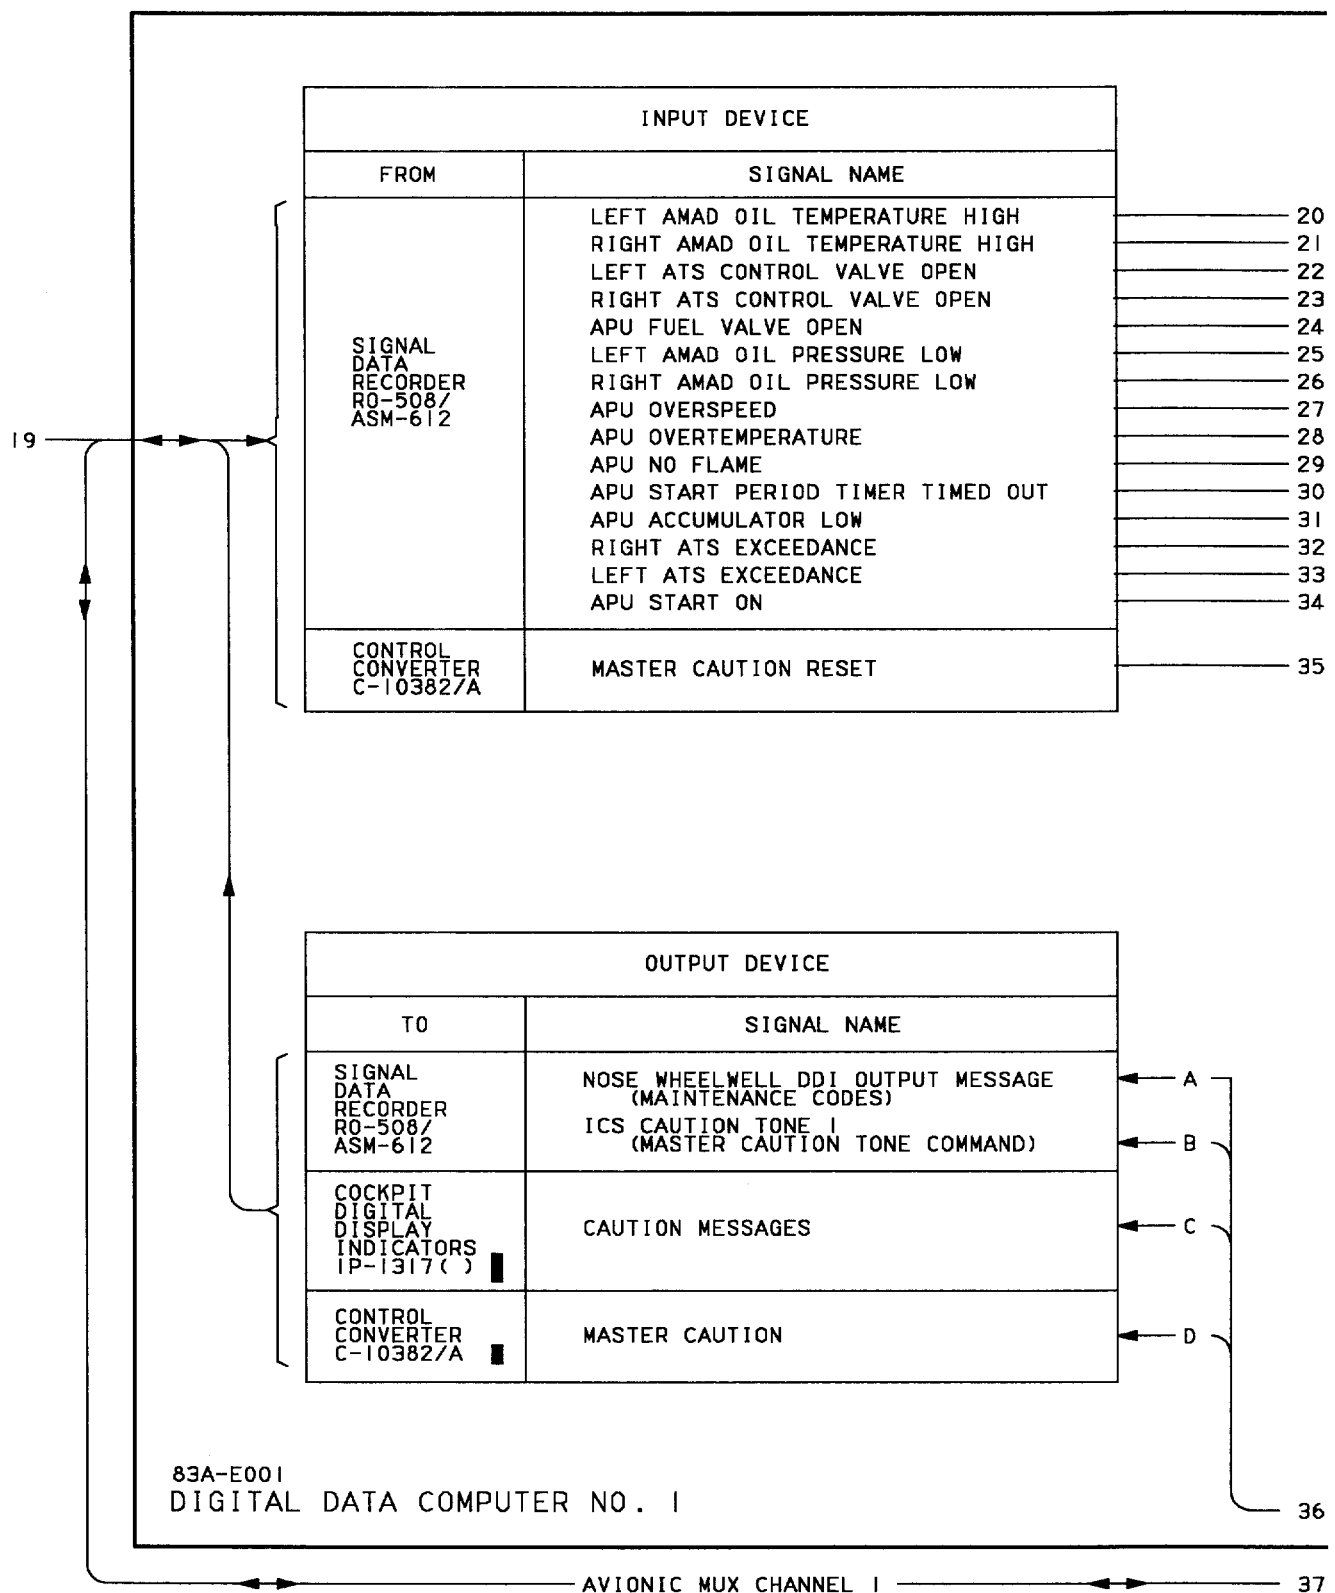 INPUT DEVICE
FROM
SIGNAL NAME
SIGNAL
DATA
RECORDER
RO-508/
ASM-612
LEFT AMAD OIL TEMPERATURE HIGH
20
RIGHT AMAD OIL TEMPERATURE HIGH
21
LEFT ATS CONTROL VALVE OPEN
22
RIGHT ATS CONTROL VALVE OPEN
23
APU FUEL VALVE OPEN
24
LEFT AMAD OIL PRESSURE LOW
25
RIGHT AMAD OIL PRESSURE LOW
26
APU OVERSPEED
27
APU OVERTEMPERATURE
28
APU NO FLAME
29
APU START PERIOD TIMER TIMED OUT
30
APU ACCUMULATOR LOW
31
RIGHT ATS EXCEEDANCE
32
LEFT ATS EXCEEDANCE
33
APU START ON
34
19
CONTROL
CONVERTER
C-10382/A
MASTER CAUTION RESET
35
OUTPUT DEVICE
TO
SIGNAL NAME
SIGNAL
DATA
RECORDER
RO-508/
ASM-612
NOSE WHEELWELL DDI OUTPUT MESSAGE
(MAINTENANCE CODES)
A
ICS CAUTION TONE 1
(MASTER CAUTION TONE COMMAND)
B
COCKPIT
DIGITAL
DISPLAY
INDICATORS
IP-1317( )
CAUTION MESSAGES
C
CONTROL
CONVERTER
C-10382/A
MASTER CAUTION
D
83A-E001
DIGITAL DATA COMPUTER NO. 1
36
AVIONIC MUX CHANNEL 1
37